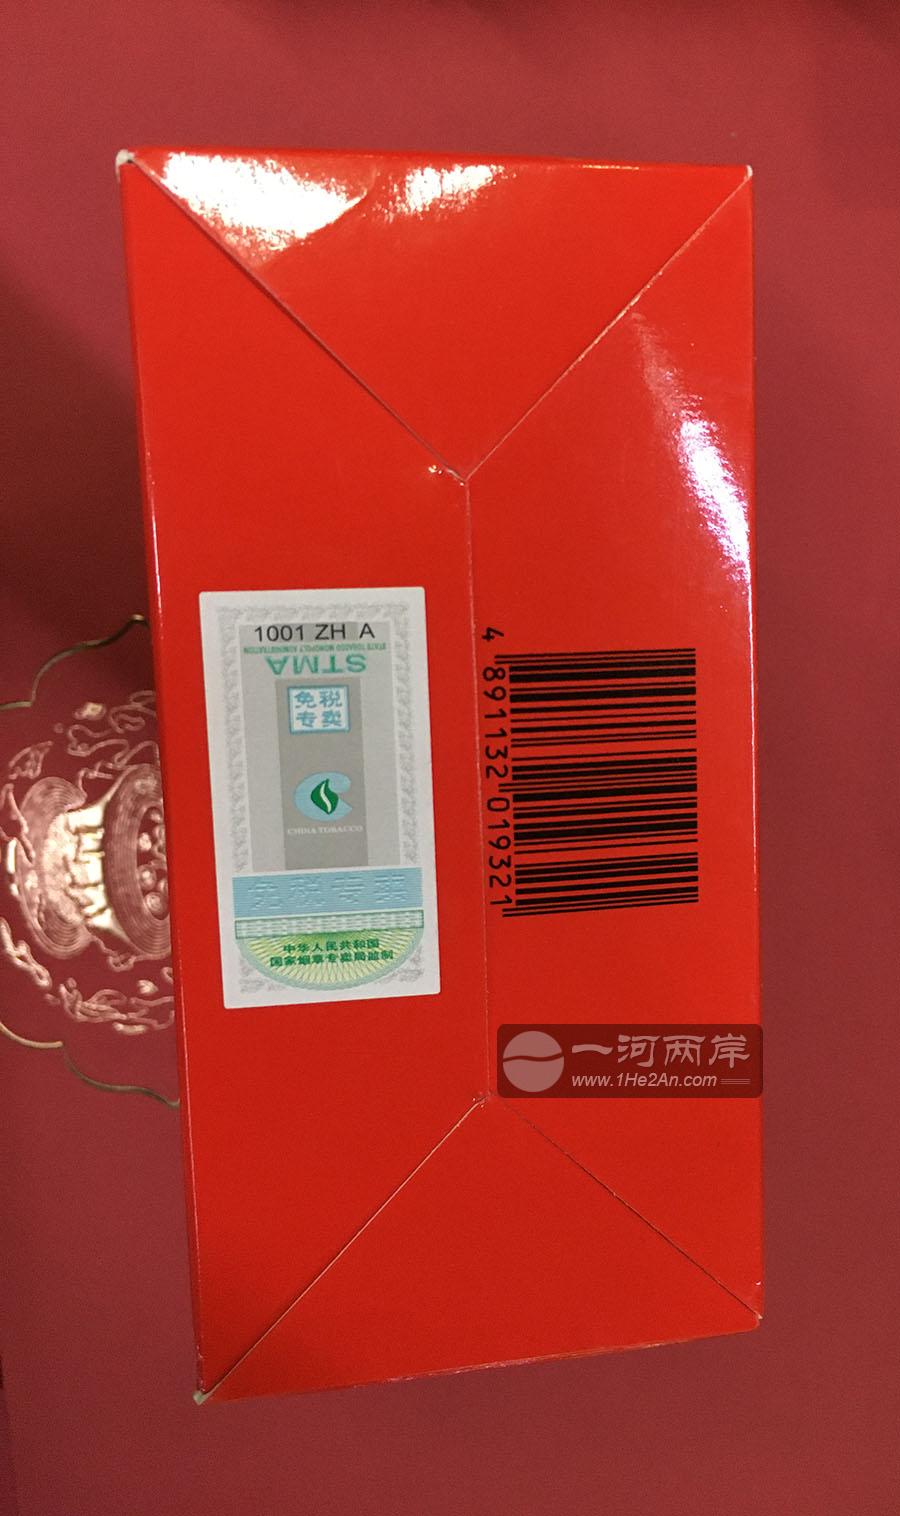 1001 ZH A
STATE TOBACCO MONOPOLY ADMINISTRATION
STMA
免税
专卖
CHINA TOBACCO
免税专卖
中华人民共和国
国家烟草专卖局监制
4 891132 019321
一河两岸
www.1He2An.com